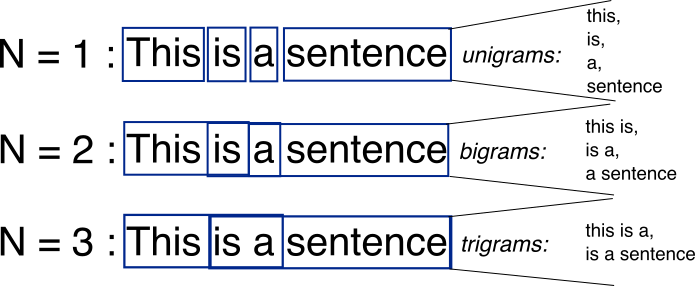 N = 1 : This is a sentence unigrams:
this,
is,
a,
sentence
N = 2 : This is a sentence bigrams:
this is,
is a,
a sentence
N = 3 : This is a sentence trigrams:
this is a,
is a sentence